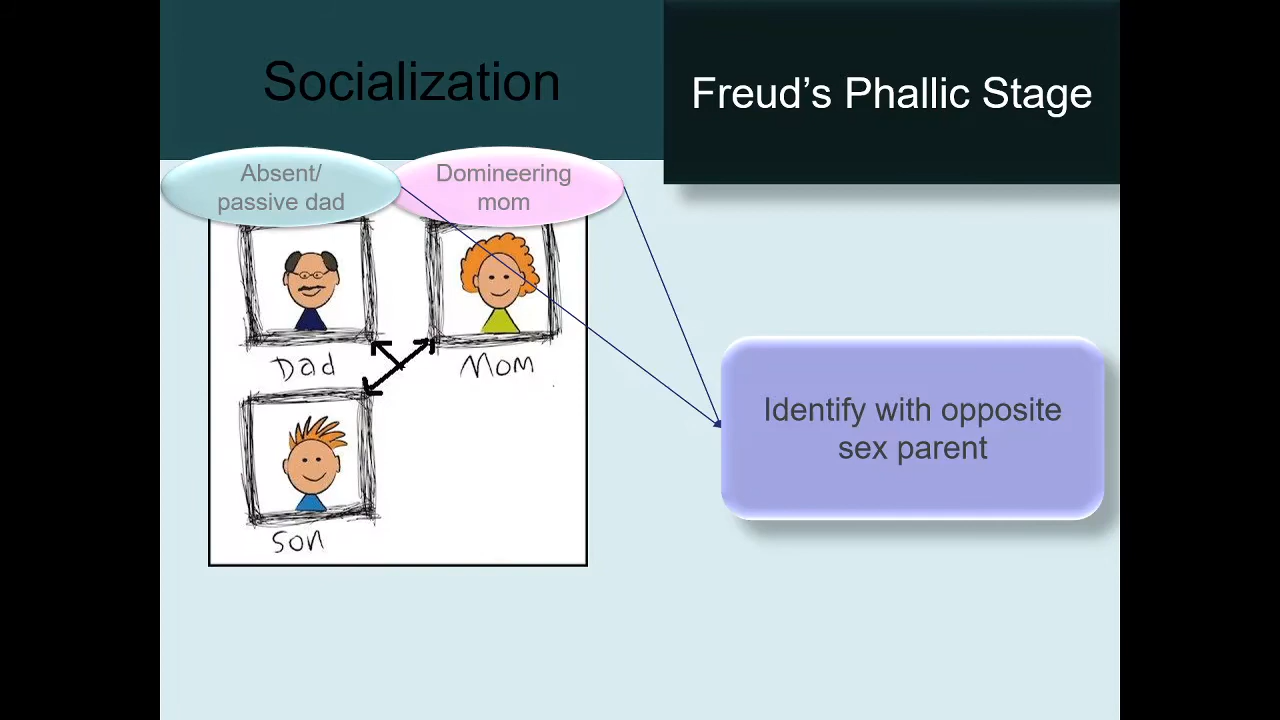 Socialization
Freud’s Phallic Stage
Absent/
passive dad
Domineering
mom
Dad
Mom
Son
Identify with opposite
sex parent